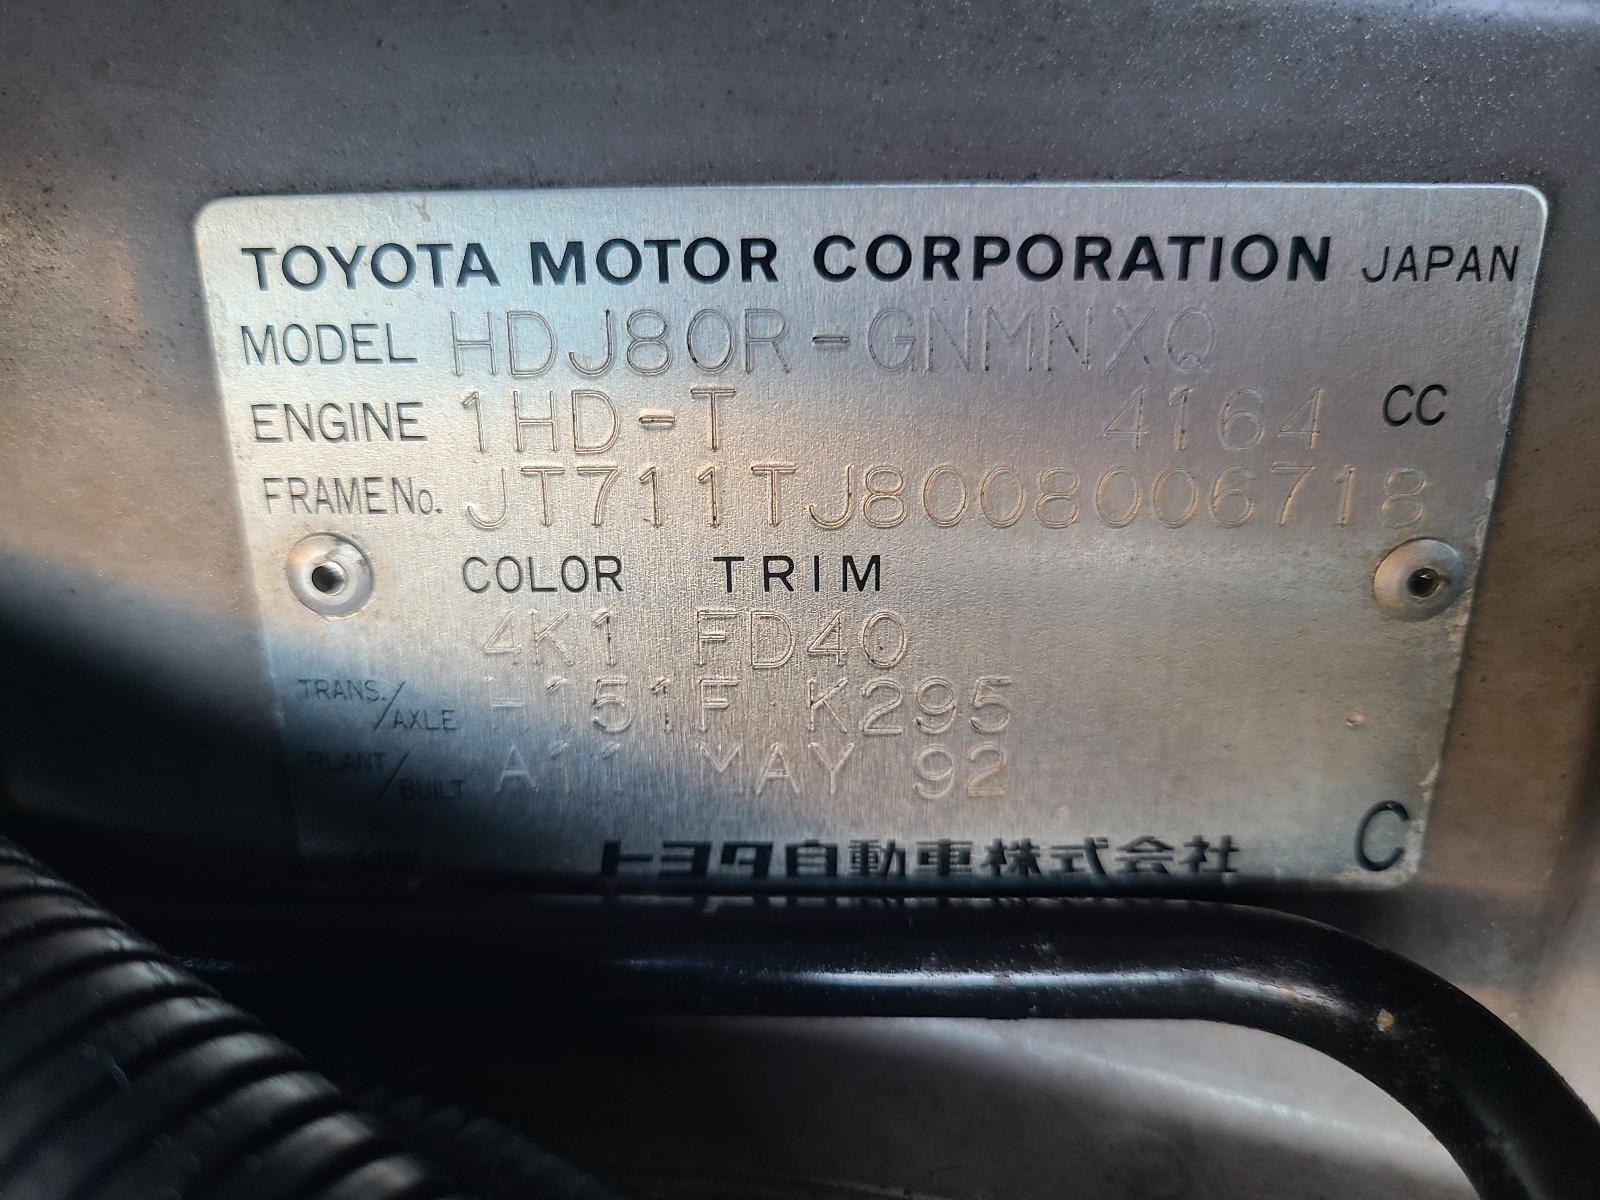 TOYOTA MOTOR CORPORATION JAPAN
MODEL HDJ80R-GNMNXQ
ENGINE 1HD-T 4164 CC
FRAME No. JT711TJ8008006718
COLOR TRIM
4K1 FD40
TRANS./AXLE H151F K295
PLANT/BUILT A11 MAY 92
トヨタ自動車株式会社 C